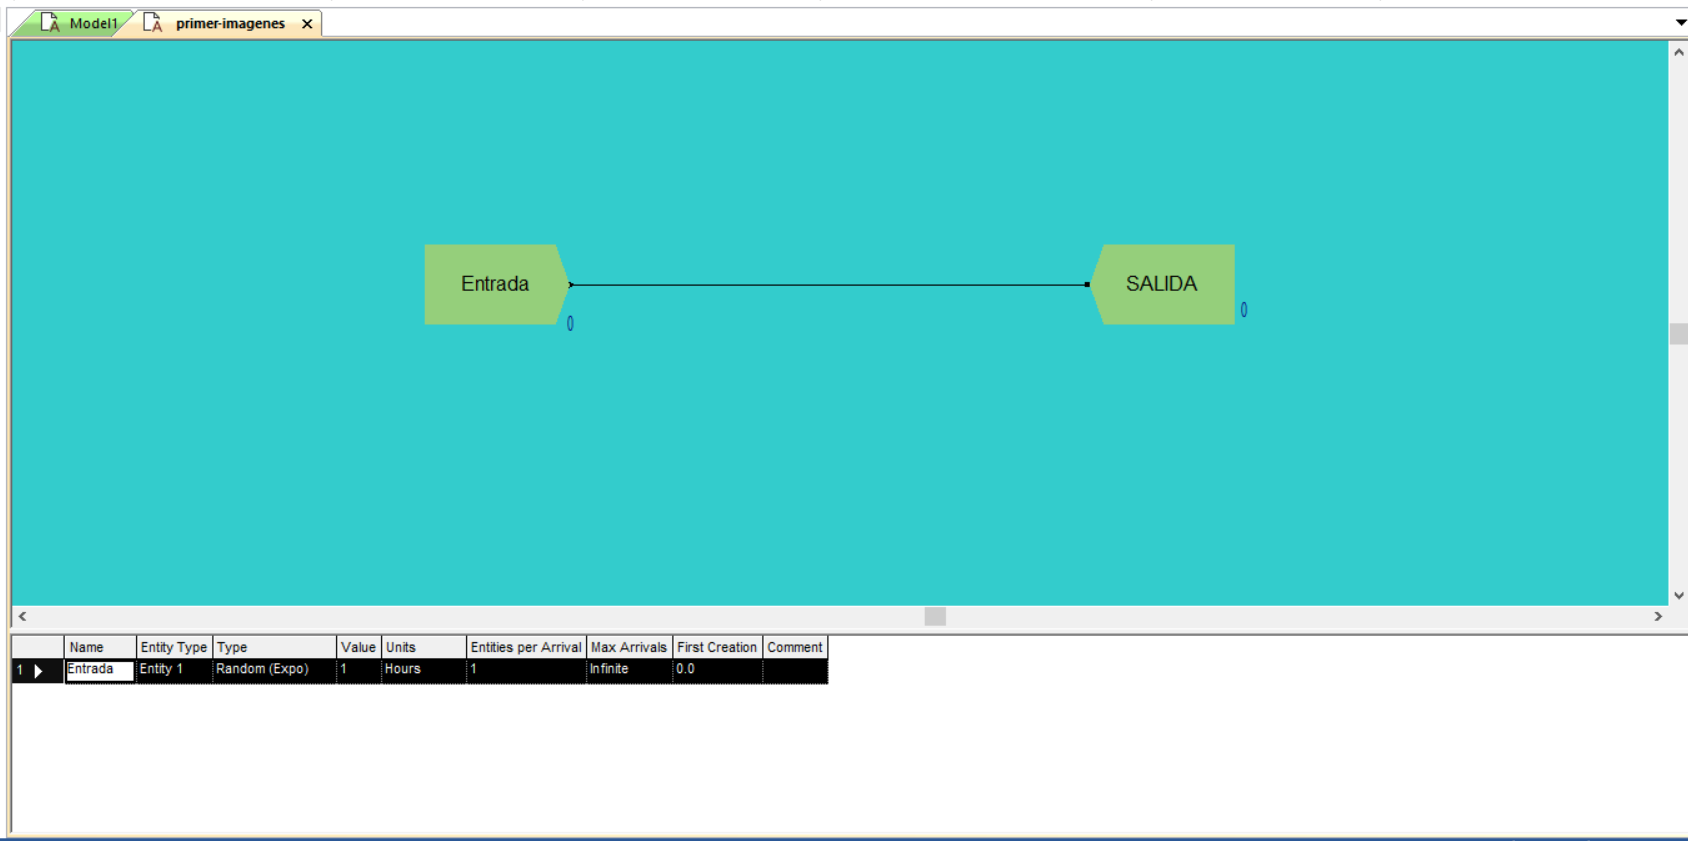 Model1 primer-imagenes
Entrada SALIDA
0
0
Name Entity Type Type Value Units Entities per Arrival Max Arrivals First Creation Comment
1 Entrada Entity 1 Random (Expo) 1 Hours 1 Infinite 0.0